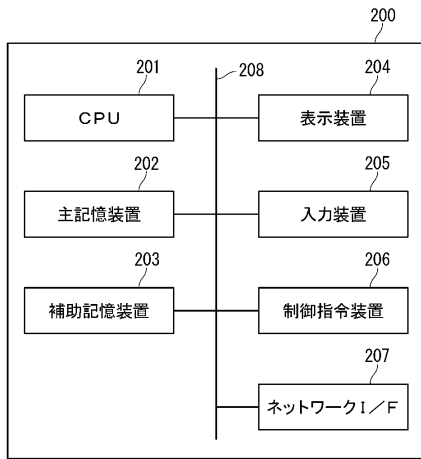 200
201
208
204
CPU
表示装置
202
205
主記憶装置
入力装置
203
206
補助記憶装置
制御指令装置
207
ネットワークI/F